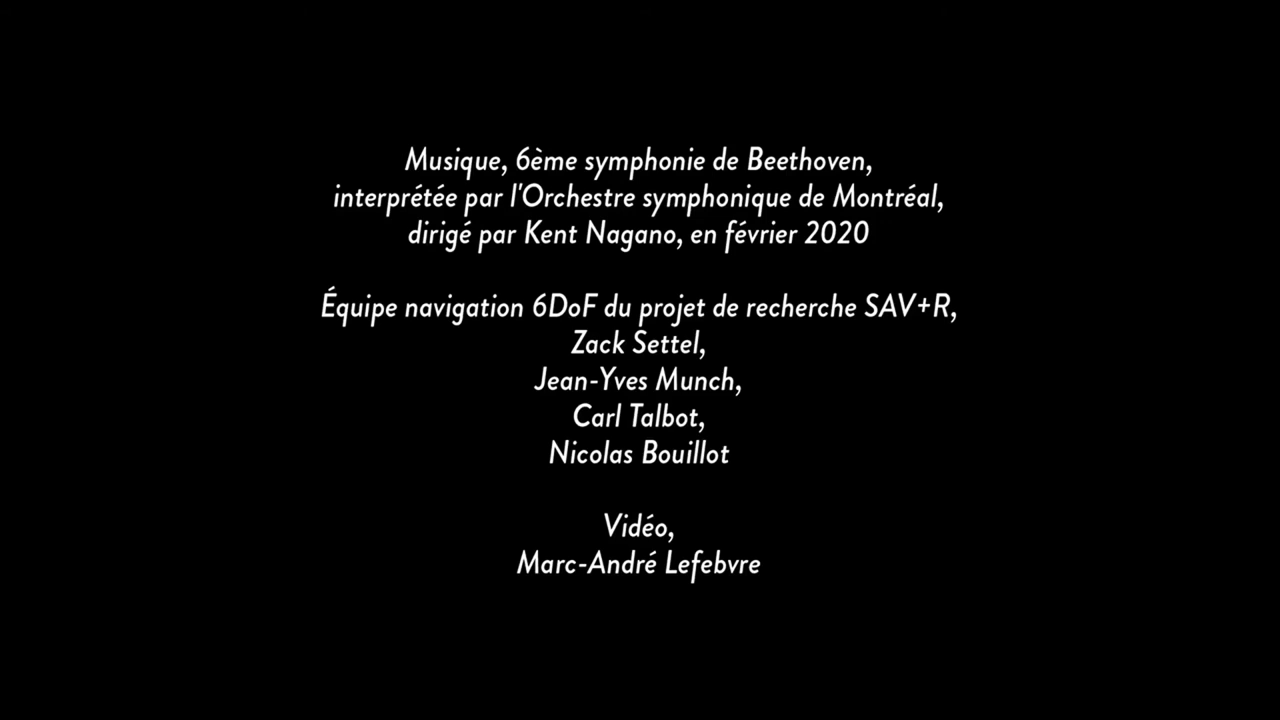 Musique, 6ème symphonie de Beethoven,
interprétée par l'Orchestre symphonique de Montréal,
dirigé par Kent Nagano, en février 2020
Équipe navigation 6DoF du projet de recherche SAV+R,
Zack Settel,
Jean-Yves Munch,
Carl Talbot,
Nicolas Bouillot
Vidéo,
Marc-André Lefebvre